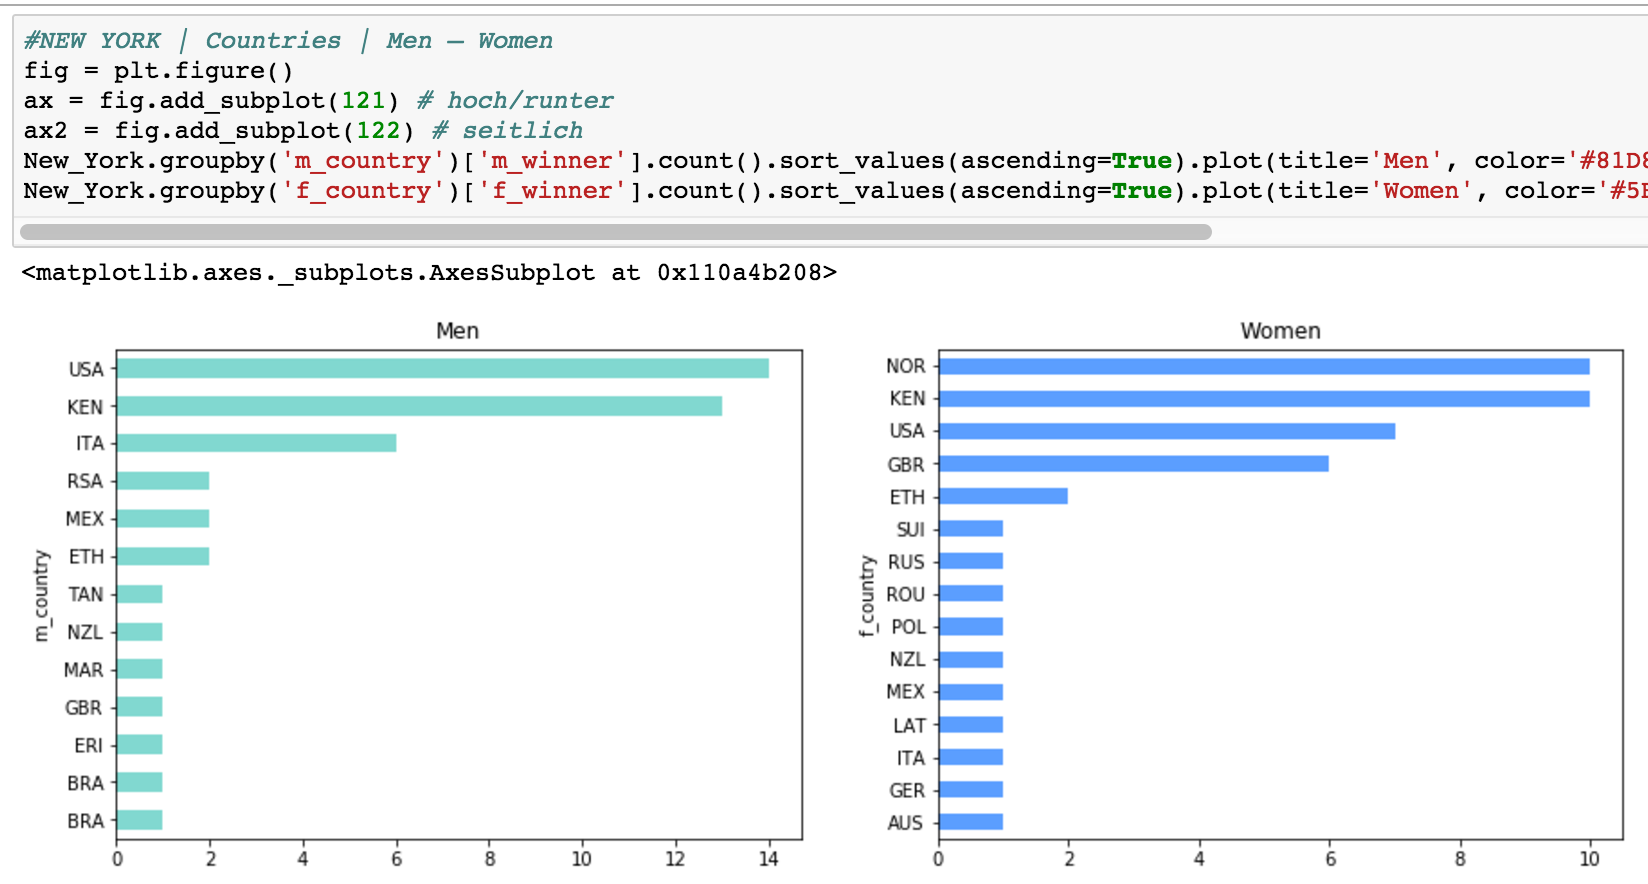 #NEW YORK | Countries | Men – Women
fig = plt.figure()
ax = fig.add_subplot(121) # hoch/runter
ax2 = fig.add_subplot(122) # seitlich
New_York.groupby('m_country')['m_winner'].count().sort_values(ascending=True).plot(title='Men', color='#81D8
New_York.groupby('f_country')['f_winner'].count().sort_values(ascending=True).plot(title='Women', color='#5B
<matplotlib.axes._subplots.AxesSubplot at 0x110a4b208>
Men
USA
KEN
ITA
RSA
MEX
ETH
TAN
NZL
MAR
GBR
ERI
BRA
BRA
m_country
0 2 4 6 8 10 12 14
Women
NOR
KEN
USA
GBR
ETH
SUI
RUS
ROU
POL
NZL
MEX
LAT
ITA
GER
AUS
f_country
0 2 4 6 8 10